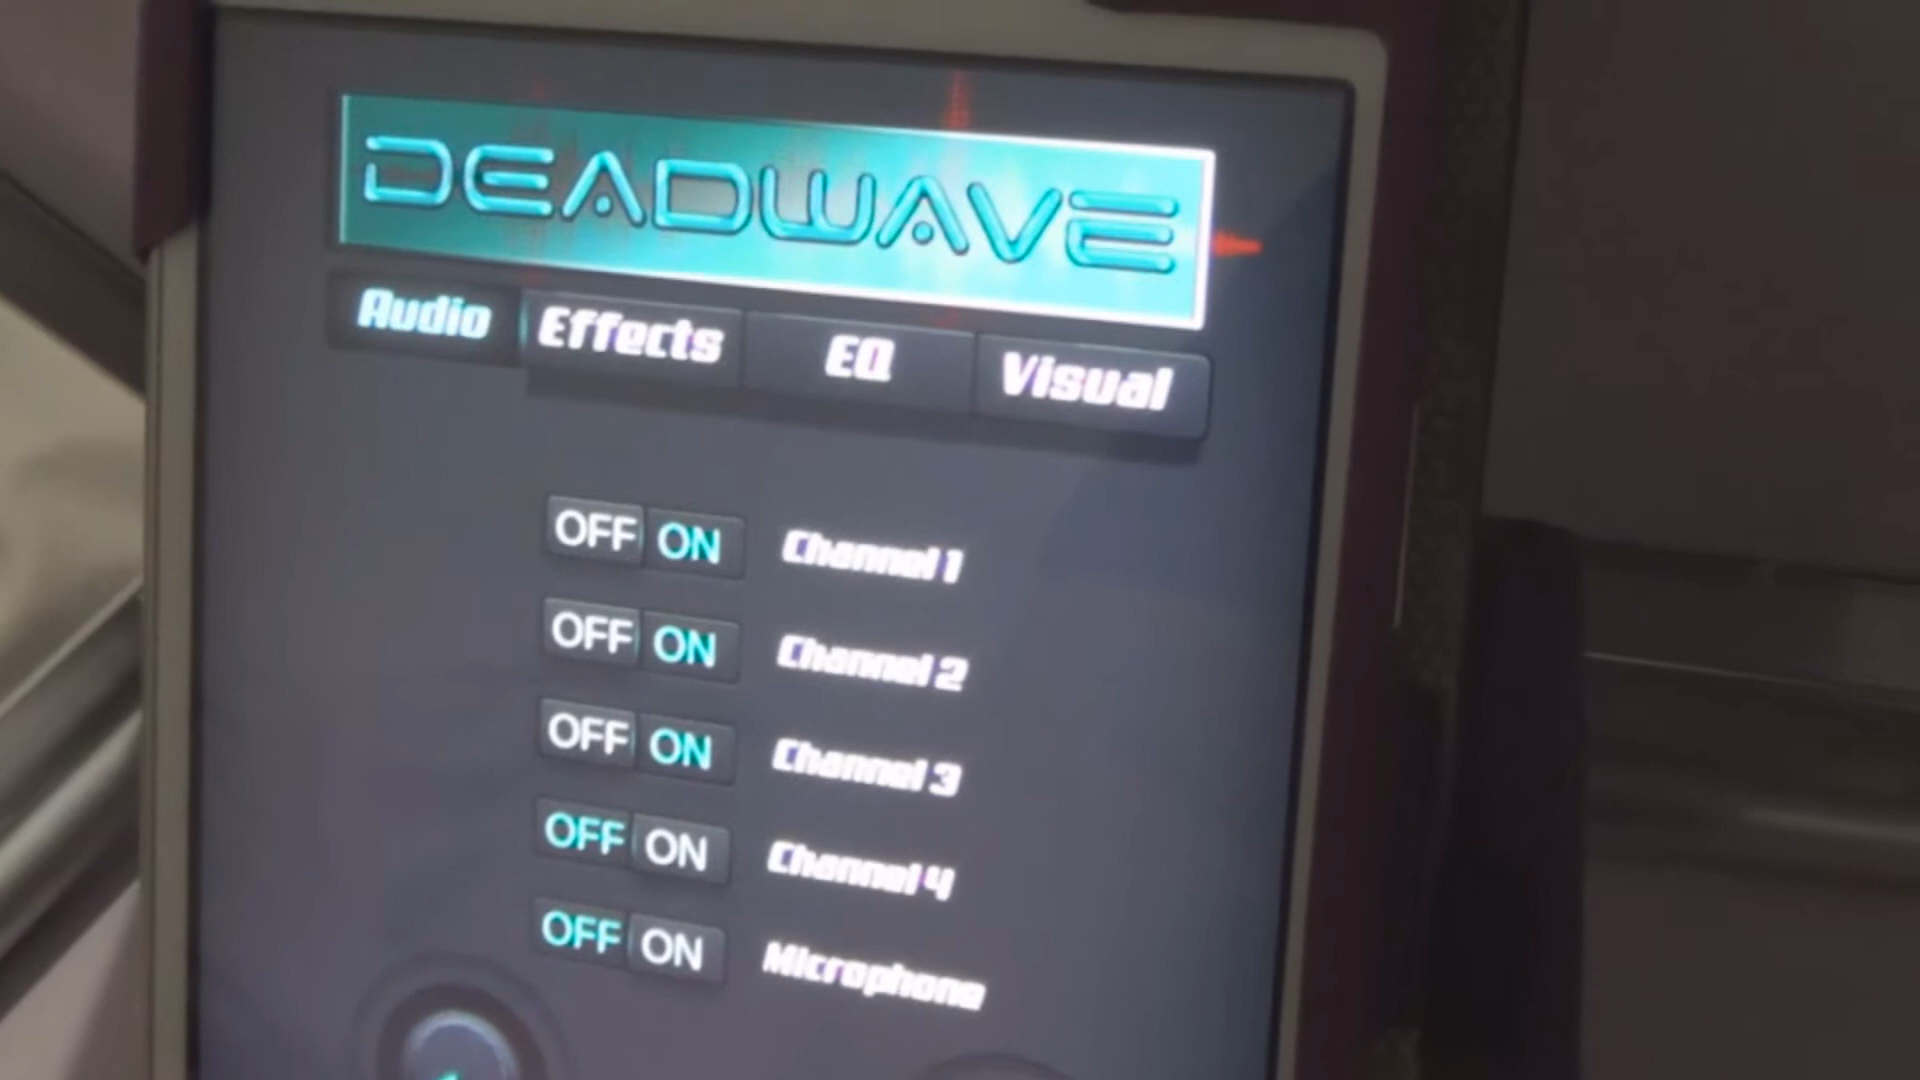 DEADWAVE
Audio Effects EQ Visual
OFF ON Channel 1
OFF ON Channel 2
OFF ON Channel 3
OFF ON Channel 4
OFF ON Microphone